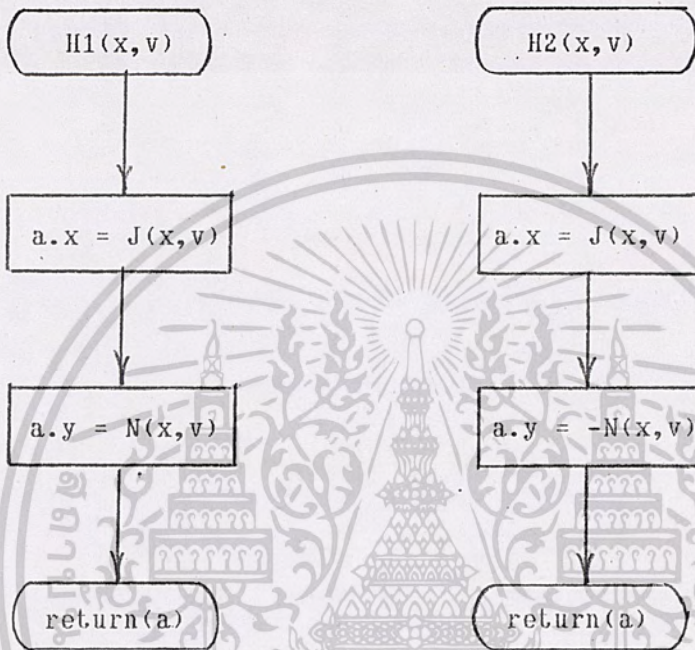 H1(x,v)
a.x = J(x,v)
a.y = N(x,v)
return(a)
H2(x,v)
a.x = J(x,v)
a.y = -N(x,v)
return(a)